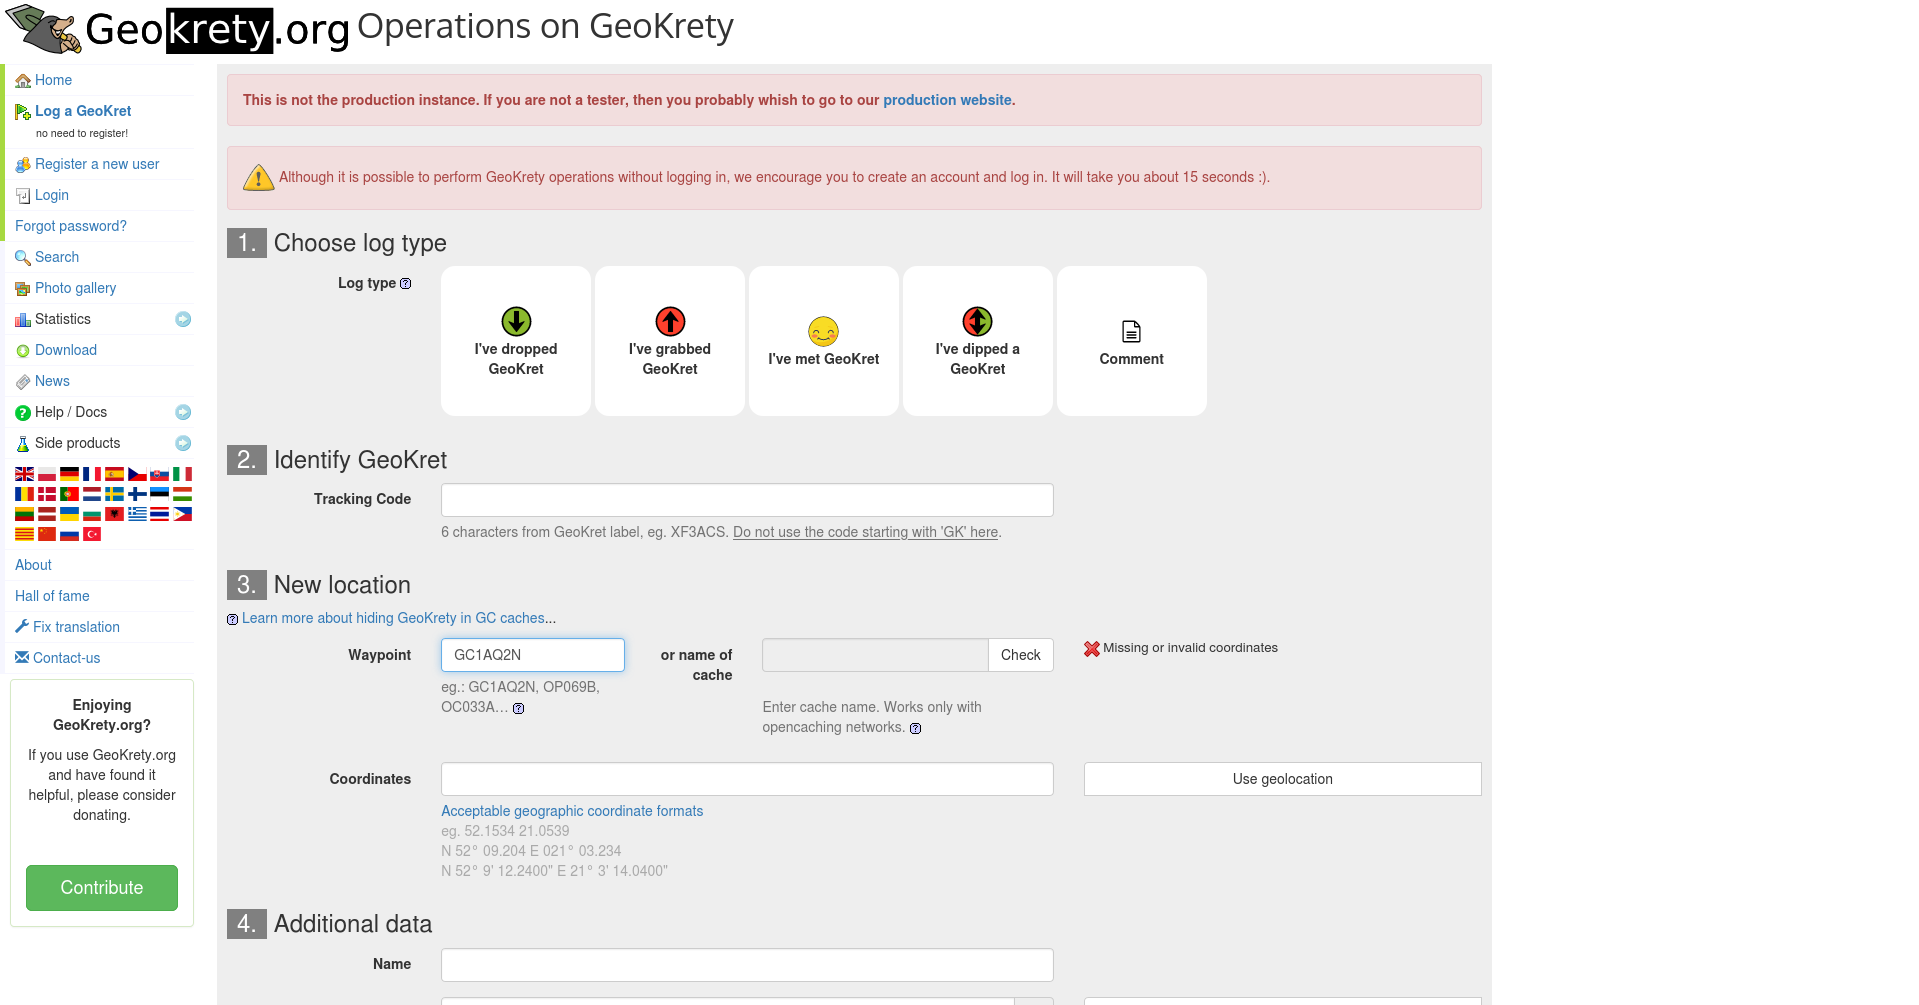 Geokrety.org Operations on GeoKrety
Home
Log a GeoKret
no need to register!
Register a new user
Login
Forgot password?
Search
Photo gallery
Statistics
Download
News
Help / Docs
Side products
About
Hall of fame
Fix translation
Contact-us
Enjoying
GeoKrety.org?
If you use GeoKrety.org
and have found it
helpful, please consider
donating.
Contribute
This is not the production instance. If you are not a tester, then you probably whish to go to our production website.
Although it is possible to perform GeoKrety operations without logging in, we encourage you to create an account and log in. It will take you about 15 seconds :).
1. Choose log type
Log type
I've dropped
GeoKret
I've grabbed
GeoKret
I've met GeoKret
I've dipped a
GeoKret
Comment
2. Identify GeoKret
Tracking Code
6 characters from GeoKret label, eg. XF3ACS. Do not use the code starting with 'GK' here.
3. New location
Learn more about hiding GeoKrety in GC caches...
Waypoint
GC1AQ2N
eg.: GC1AQ2N, OP069B,
OC033A...
or name of
cache
Check
Enter cache name. Works only with
opencaching networks.
Missing or invalid coordinates
Coordinates
Use geolocation
Acceptable geographic coordinate formats
eg. 52.1534 21.0539
N 52° 09.204 E 021° 03.234
N 52° 9' 12.2400" E 21° 3' 14.0400"
4. Additional data
Name